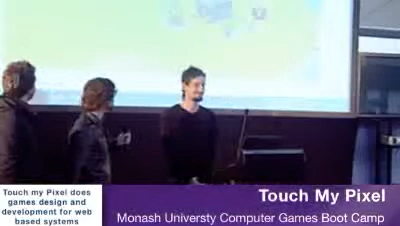 Touch my Pixel does
games design and
development for web
based systems
Touch My Pixel
Monash Universty Computer Games Boot Camp